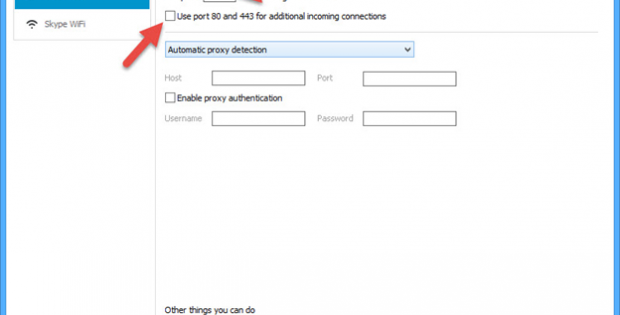 Use port 80 and 443 for additional incoming connections
Skype WiFi
Automatic proxy detection
Host Port
Enable proxy authentication
Username Password
Other things you can do